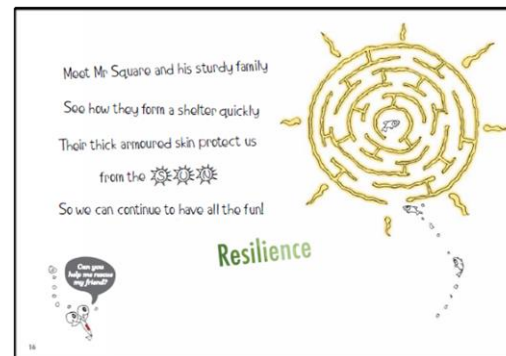 Meet Mr Square and his sturdy family
See how they form a shelter quickly
Their thick armoured skin protect us
from the SUN
So we can continue to have all the fun!
Resilience
Can you
help me rescue
my friend?
16